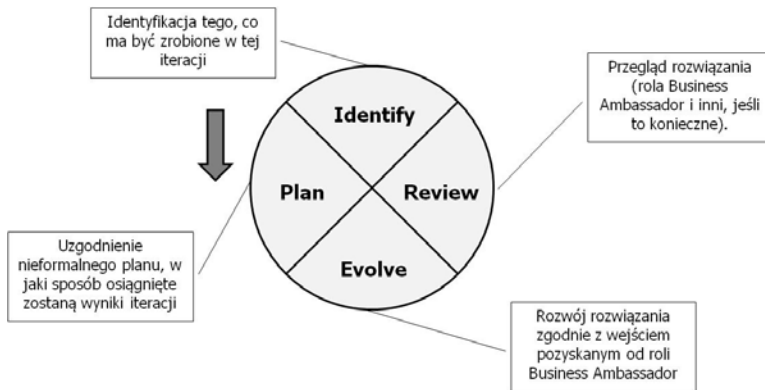 Identyfikacja tego, co
ma być zrobione w tej
iteracji
Przegląd rozwiązania
(rola Business
Ambassador i inni, jeśli
to konieczne).
Identify
Plan
Review
Evolve
Uzgodnienie
nieformalnego planu, w
jaki sposób osiągnięte
zostaną wyniki iteracji
Rozwój rozwiązania
zgodnie z wejściem
pozyskanym od roli
Business Ambassador